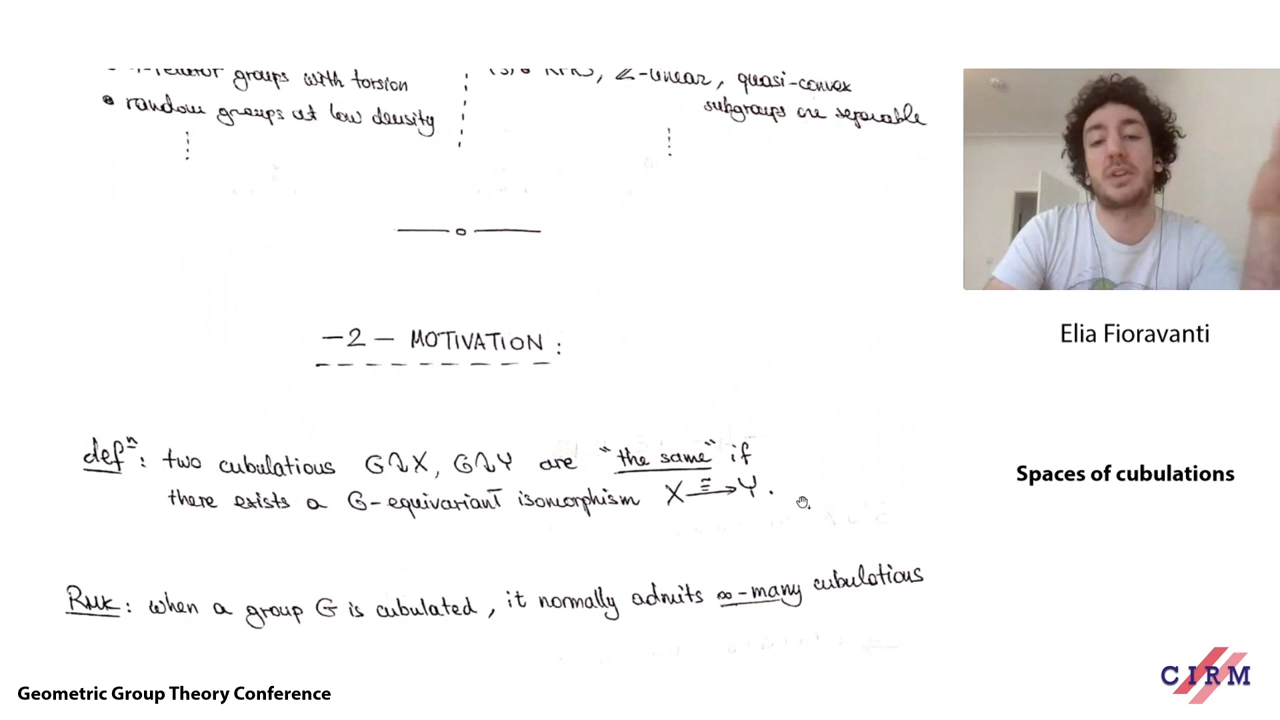 groups with torsion
• random groups at low density
ℤ-linear, quasi-convex
subgroups are separable
-2- MOTIVATION:
defⁿ: two cubulations G↷X, G↷Y are "the same" if
there exists a G-equivariant isomorphism X ≅→ Y.
Rmk: when a group G is cubulated, it normally admits ∞-many cubulations
Elia Fioravanti
Spaces of cubulations
CIRM
Geometric Group Theory Conference